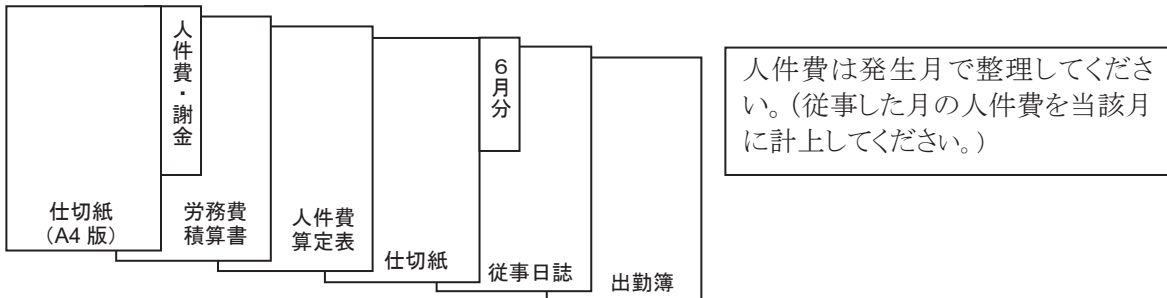 人件費・謝金
仕切紙
(A4 版)
労務費
積算書
人件費
算定表
仕切紙
6月分
従事日誌
出勤簿
人件費は発生月で整理してくださ
い。(従事した月の人件費を当該月
に計上してください。)